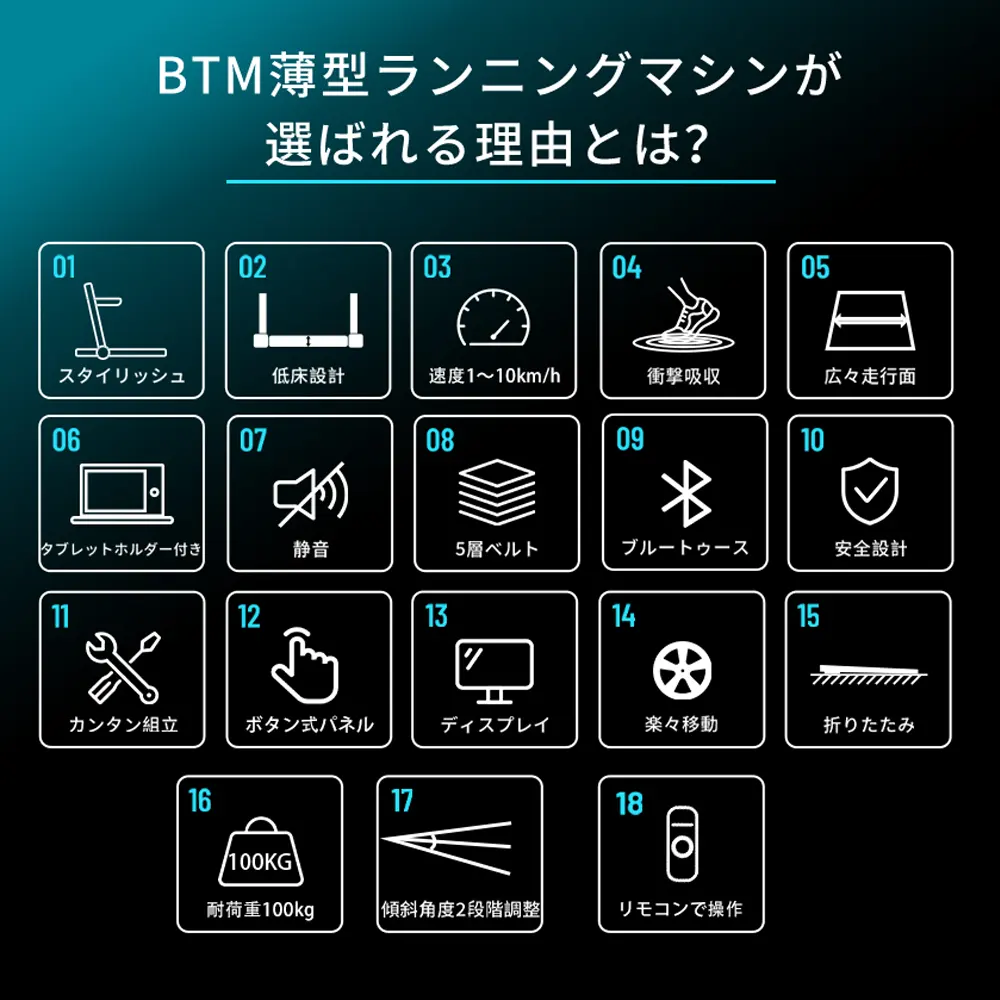 BTM薄型ランニングマシンが
選ばれる理由とは?
01
スタイリッシュ
02
低床設計
03
速度1〜10km/h
04
衝撃吸収
05
広々走行面
06
タブレットホルダー付き
07
静音
08
5層ベルト
09
ブルートゥース
10
安全設計
11
カンタン組立
12
ボタン式パネル
13
ディスプレイ
14
楽々移動
15
折りたたみ
16
100KG
耐荷重100kg
17
傾斜角度2段階調整
18
リモコンで操作